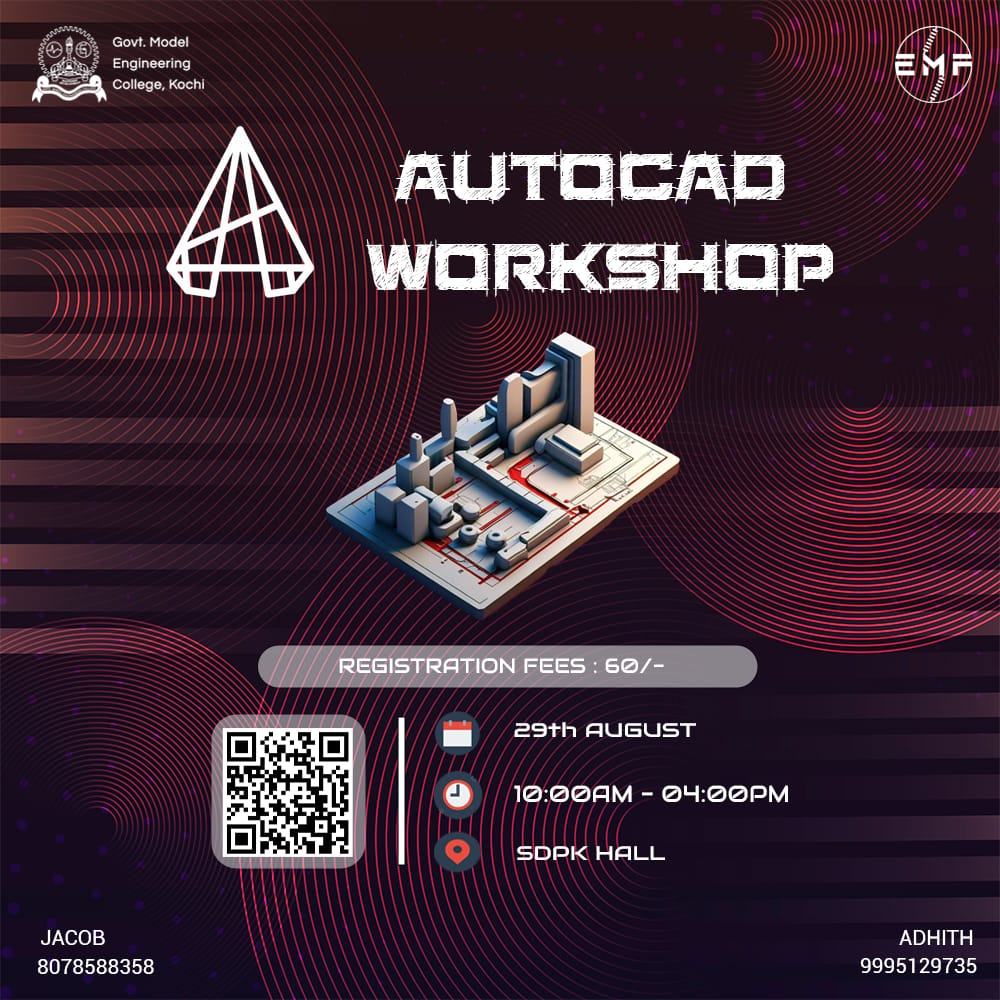 Govt. Model
Engineering
College, Kochi
EMF
AUTOCAD
WORKSHOP
REGISTRATION FEES : 60/-
29th AUGUST
10:00AM - 04:00PM
SDPK HALL
JACOB
8078588358
ADHITH
9995129735